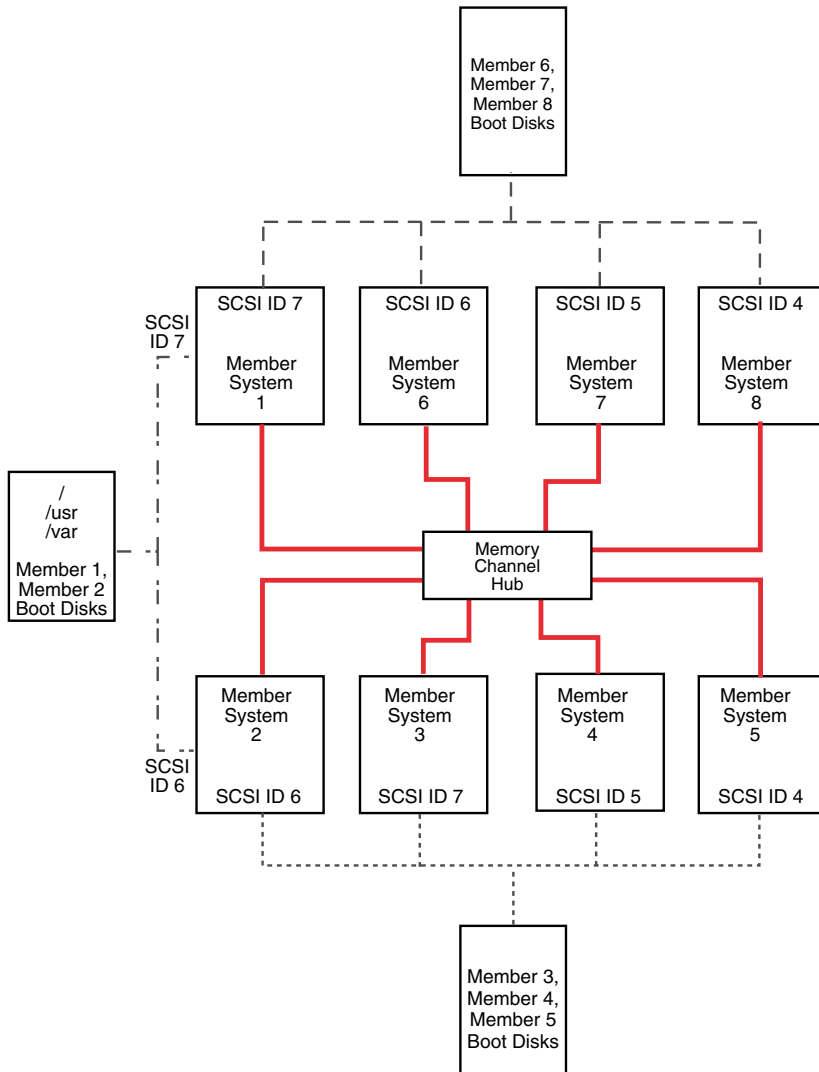 Member 6,
Member 7,
Member 8
Boot Disks
SCSI ID 7
SCSI ID 6
SCSI ID 5
SCSI ID 4
SCSI
ID 7
Member
System
1
Member
System
6
Member
System
7
Member
System
8
/
/usr
/var
Member 1,
Member 2
Boot Disks
Memory
Channel
Hub
Member
System
2
Member
System
3
Member
System
4
Member
System
5
SCSI
ID 6
SCSI ID 6
SCSI ID 7
SCSI ID 5
SCSI ID 4
Member 3,
Member 4,
Member 5
Boot Disks